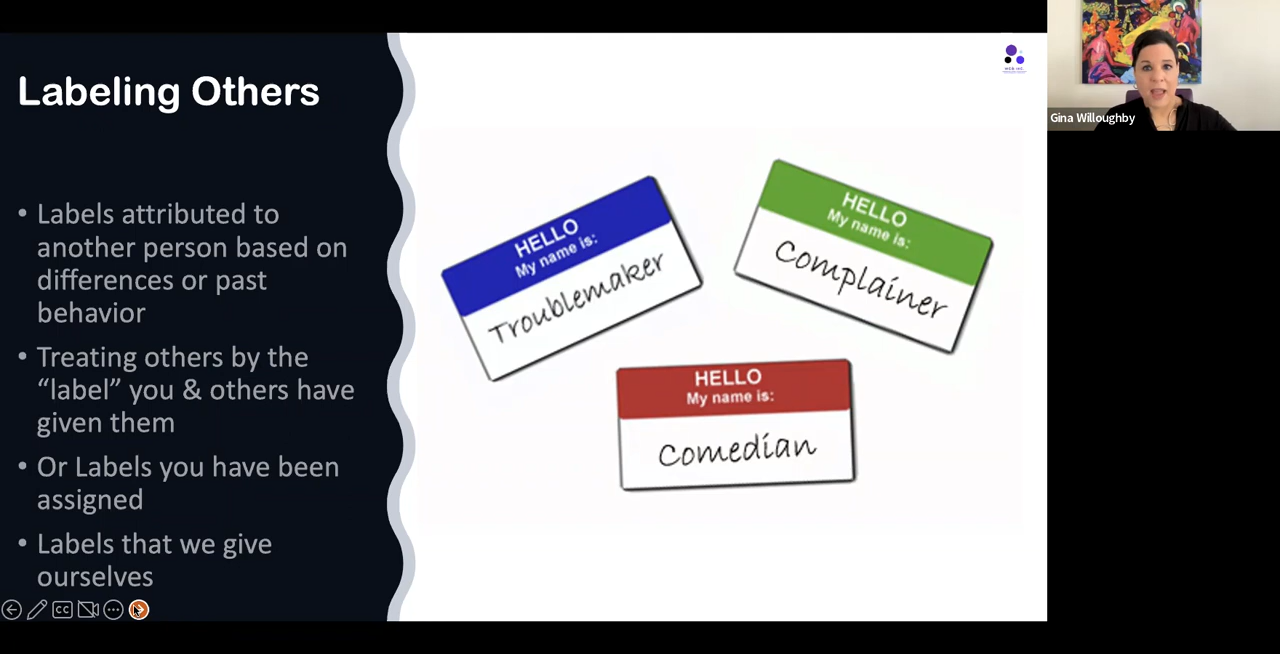 Labeling Others
• Labels attributed to
another person based on
differences or past
behavior
• Treating others by the
“label” you & others have
given them
• Or Labels you have been
assigned
• Labels that we give
ourselves
HELLO
My name is:
Troublemaker
HELLO
My name is:
Complainer
HELLO
My name is:
Comedian
Gina Willoughby
CC